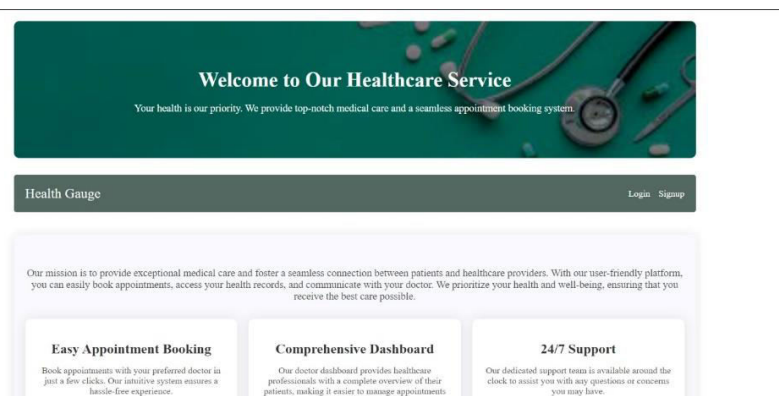 Welcome to Our Healthcare Service
Your health is our priority. We provide top-notch medical care and a seamless appointment booking system.
Health Gauge
Login Signup
Our mission is to provide exceptional medical care and foster a seamless connection between patients and healthcare providers. With our user-friendly platform,
you can easily book appointments, access your health records, and communicate with your doctor. We prioritize your health and well-being, ensuring that you
receive the best care possible.
Easy Appointment Booking
Book appointments with your preferred doctor in
just a few clicks. Our intuitive system ensures a
hassle-free experience.
Comprehensive Dashboard
Our doctor dashboard provides healthcare
professionals with a complete overview of their
patients, making it easier to manage appointments
24/7 Support
Our dedicated support team is available around the
clock to assist you with any questions or concerns
you may have.